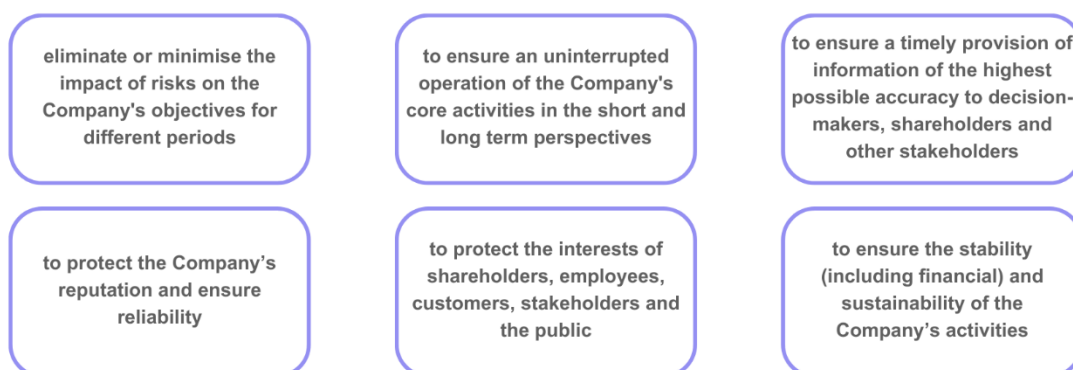 eliminate or minimise the
impact of risks on the
Company's objectives for
different periods
to ensure an uninterrupted
operation of the Company's
core activities in the short and
long term perspectives
to ensure a timely provision of
information of the highest
possible accuracy to decision-
makers, shareholders and
other stakeholders
to protect the Company’s
reputation and ensure
reliability
to protect the interests of
shareholders, employees,
customers, stakeholders and
the public
to ensure the stability
(including financial) and
sustainability of the
Company’s activities